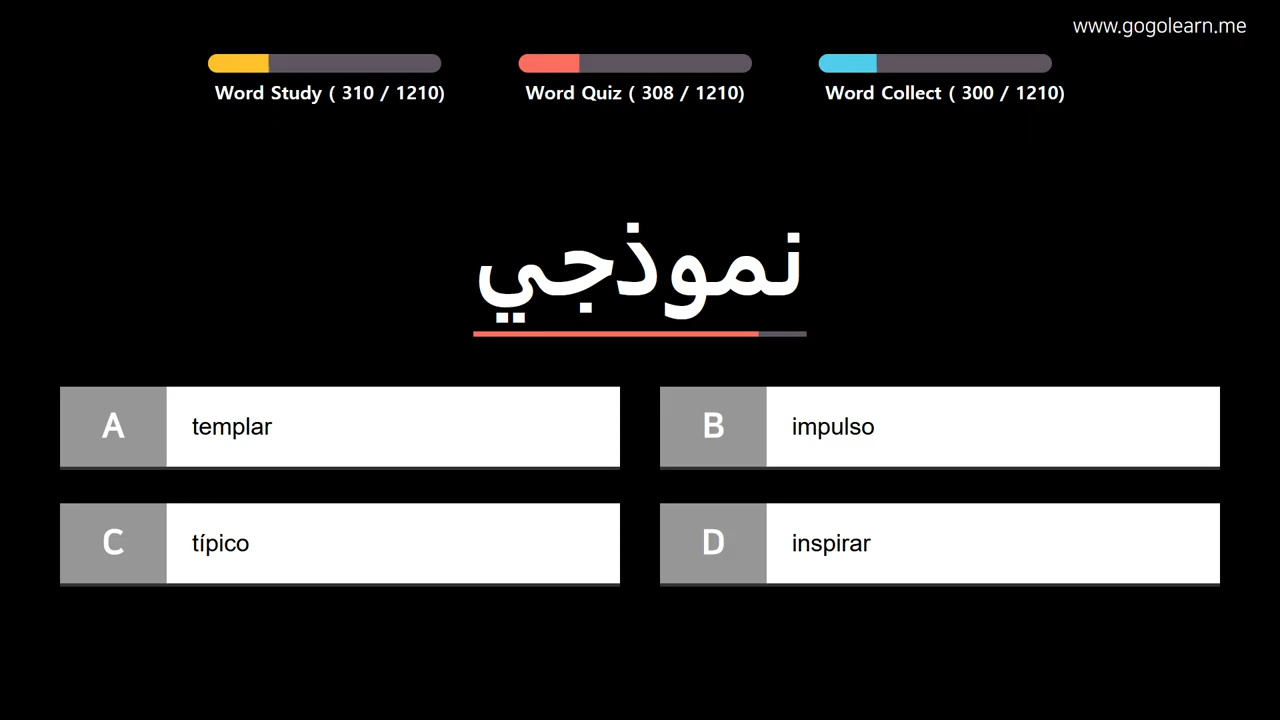 www.gogolearn.me
Word Study ( 310 / 1210)
Word Quiz ( 308 / 1210)
Word Collect ( 300 / 1210)
نموذجي
A templar
B impulso
C típico
D inspirar